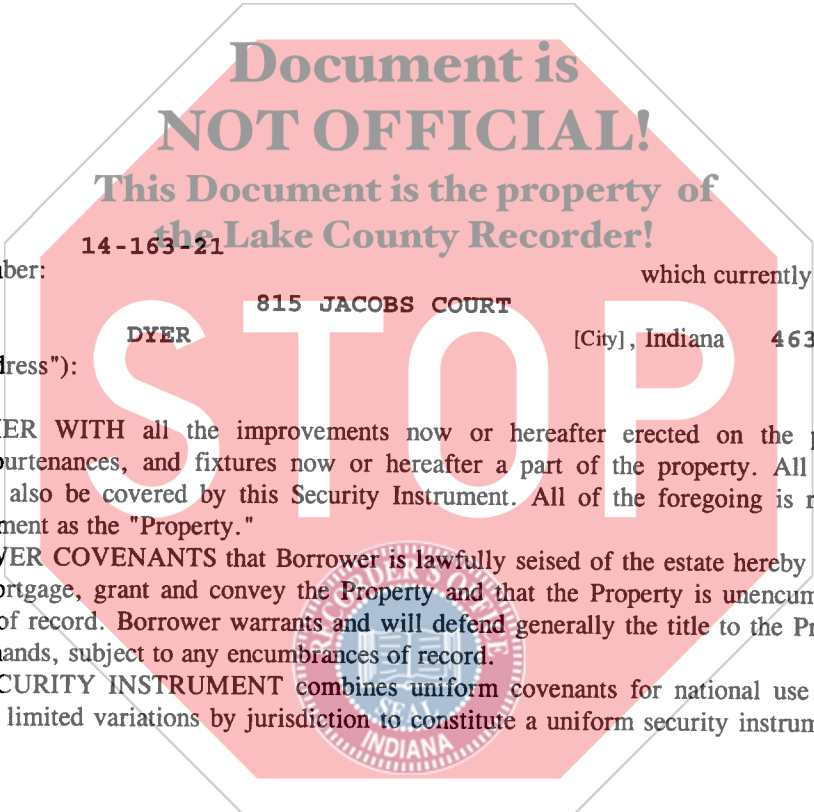 Document is
NOT OFFICIAL!
This Document is the property of
the Lake County Recorder!
14-163-21
ber: which currently
815 JACOBS COURT
DYER [City], Indiana 463
dress"):
STOP
ER WITH all the improvements now or hereafter erected on the p
purtenances, and fixtures now or hereafter a part of the property. All
also be covered by this Security Instrument. All of the foregoing is r
ment as the "Property."
VER COVENANTS that Borrower is lawfully seised of the estate hereby
ortgage, grant and convey the Property and that the Property is unencum
of record. Borrower warrants and will defend generally the title to the Pr
ands, subject to any encumbrances of record.
CURITY INSTRUMENT combines uniform covenants for national use
limited variations by jurisdiction to constitute a uniform security instrum
RECORDER'S OFFICE
SEAL
INDIANA